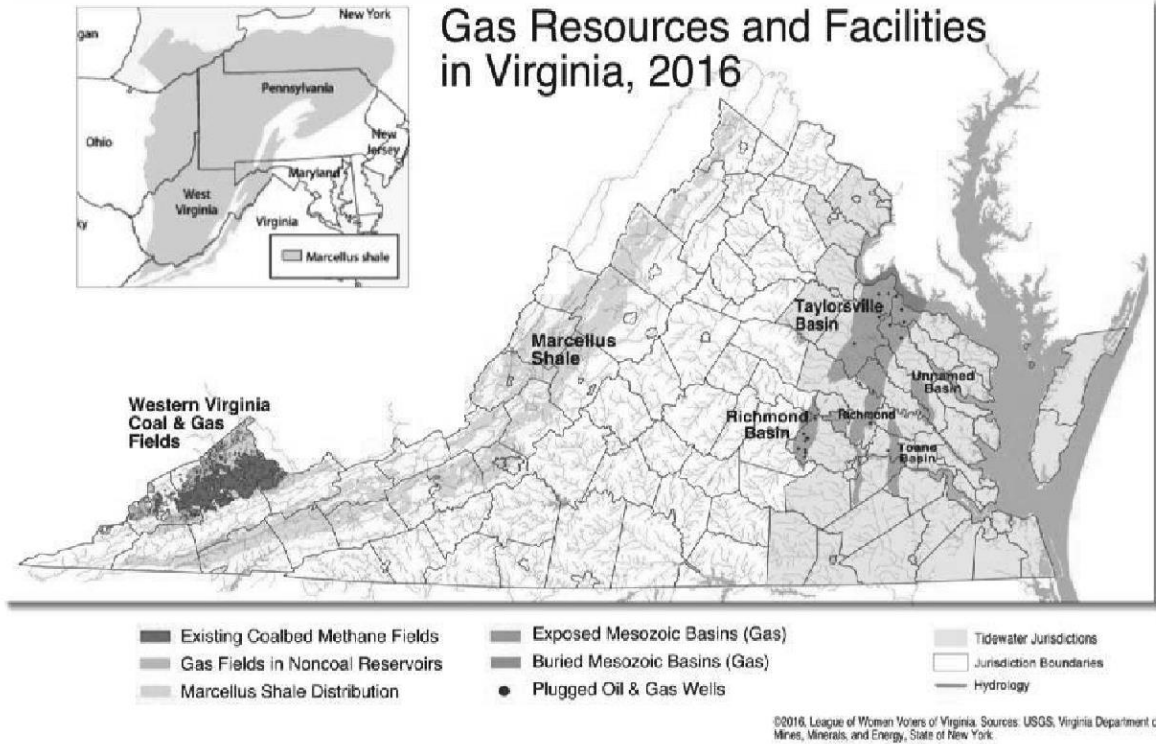 Gas Resources and Facilities
in Virginia, 2016
New York
gan
Pennsylvania
Ohio
New
Jersey
Maryland
West
Virginia
Virginia
ky
Marcellus shale
Taylorsville
Basin
Marcellus
Shale
Unnamed
Basin
Western Virginia
Coal & Gas
Fields
Richmond
Basin
Richmond
Toano
Basin
Existing Coalbed Methane Fields
Gas Fields in Noncoal Reservoirs
Marcellus Shale Distribution
Exposed Mesozoic Basins (Gas)
Buried Mesozoic Basins (Gas)
Plugged Oil & Gas Wells
Tidewater Jurisdictions
Jurisdiction Boundaries
Hydrology
©2016, League of Women Voters of Virginia. Sources: USGS, Virginia Department o
Mines, Minerals, and Energy, State of New York